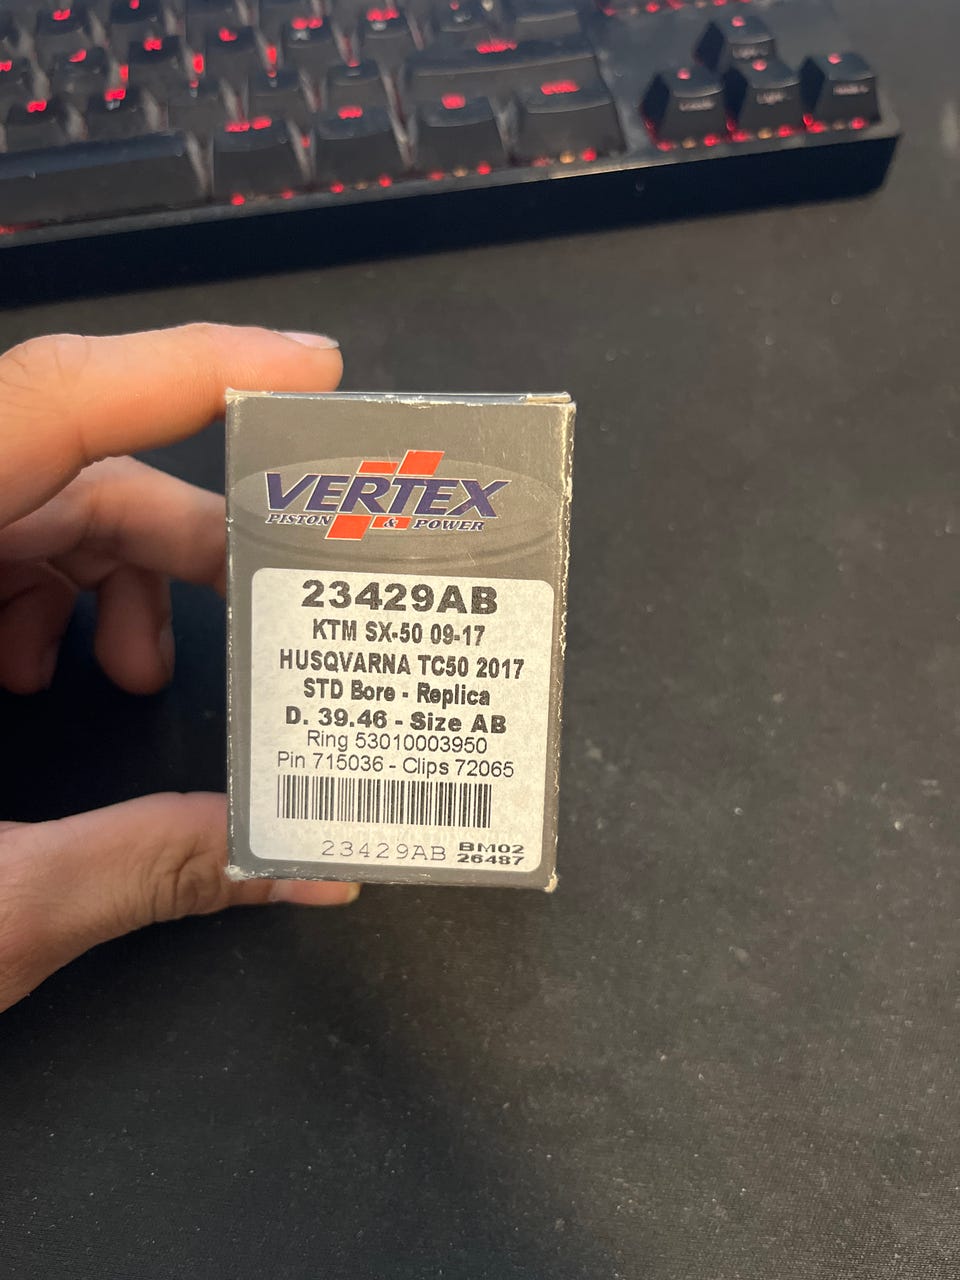 VERTEX
PISTON & POWER
23429AB
KTM SX-50 09-17
HUSQVARNA TC50 2017
STD Bore - Replica
D. 39.46 - Size AB
Ring 53010003950
Pin 715036 - Clips 72065
23429AB BM02
26487